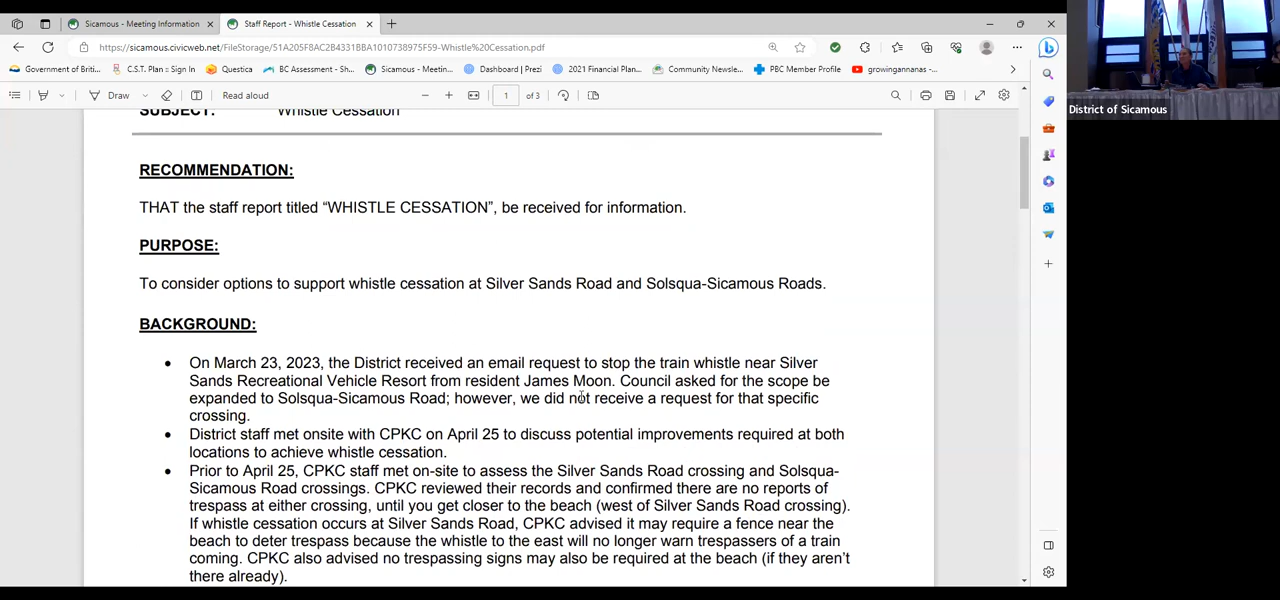 Sicamous - Meeting Information
Staff Report - Whistle Cessation
https://sicamous.civicweb.net/FileStorage/51A205F8AC2B4331BBA1010738975F59-Whistle%20Cessation.pdf
Government of Briti...
C.S.T. Plan :: Sign In
Questica
BC Assessment - Sh...
Sicamous - Meetin...
Dashboard | Prezi
2021 Financial Plan...
Community Newsle...
PBC Member Profile
growingannanas -...
Draw
Read aloud
1 of 3
District of Sicamous
SUBJECT: Whistle Cessation
RECOMMENDATION:
THAT the staff report titled “WHISTLE CESSATION”, be received for information.
PURPOSE:
To consider options to support whistle cessation at Silver Sands Road and Solsqua-Sicamous Roads.
BACKGROUND:
• On March 23, 2023, the District received an email request to stop the train whistle near Silver
Sands Recreational Vehicle Resort from resident James Moon. Council asked for the scope be
expanded to Solsqua-Sicamous Road; however, we did not receive a request for that specific
crossing.
• District staff met onsite with CPKC on April 25 to discuss potential improvements required at both
locations to achieve whistle cessation.
• Prior to April 25, CPKC staff met on-site to assess the Silver Sands Road crossing and Solsqua-
Sicamous Road crossings. CPKC reviewed their records and confirmed there are no reports of
trespass at either crossing, until you get closer to the beach (west of Silver Sands Road crossing).
If whistle cessation occurs at Silver Sands Road, CPKC advised it may require a fence near the
beach to deter trespass because the whistle to the east will no longer warn trespassers of a train
coming. CPKC also advised no trespassing signs may also be required at the beach (if they aren’t
there already).